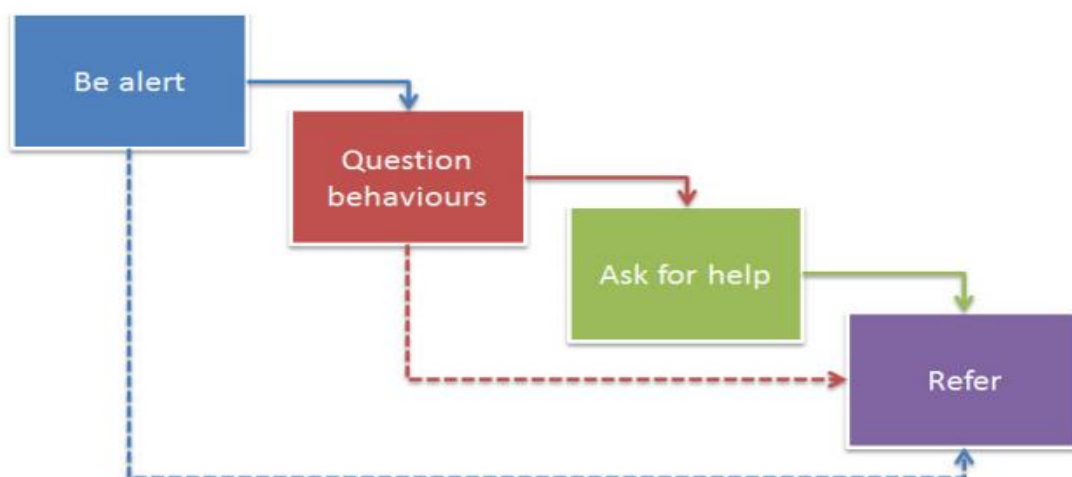 Be alert
Question
behaviours
Ask for help
Refer